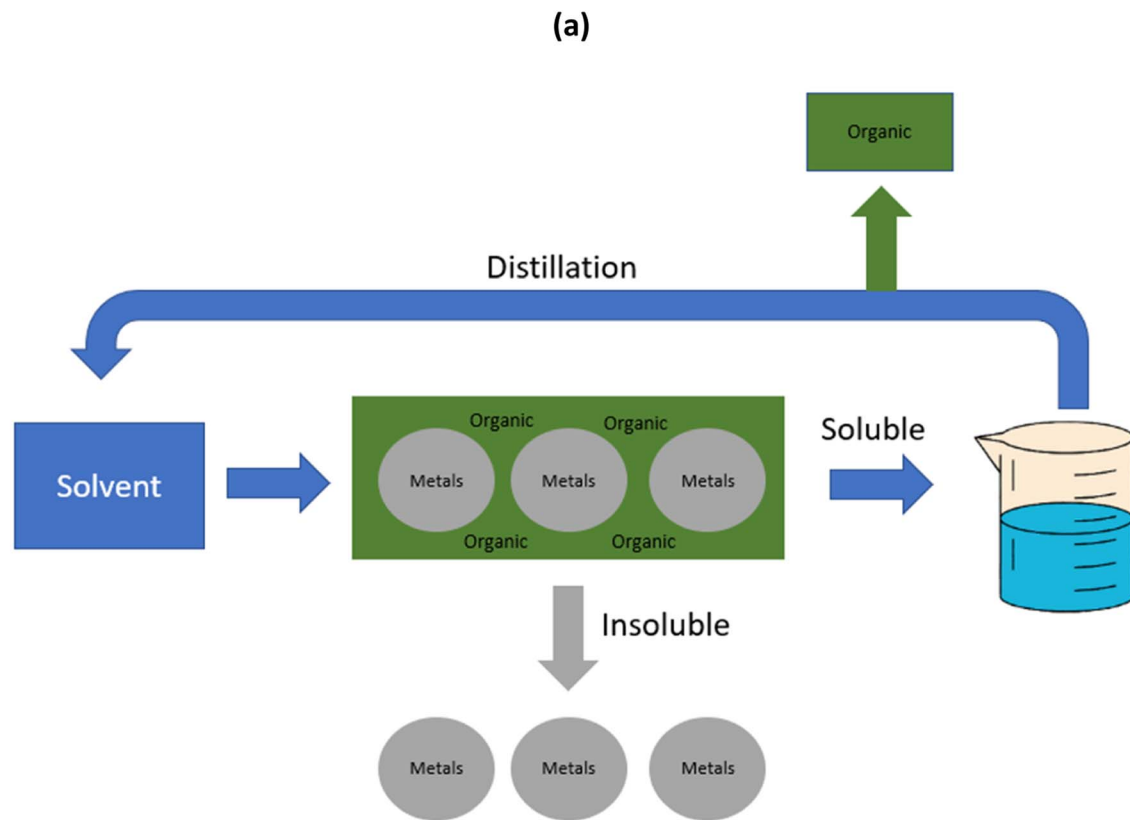 (a)
Organic
Distillation
Solvent
Organic
Organic
Metals
Metals
Metals
Organic
Organic
Soluble
Insoluble
Metals
Metals
Metals